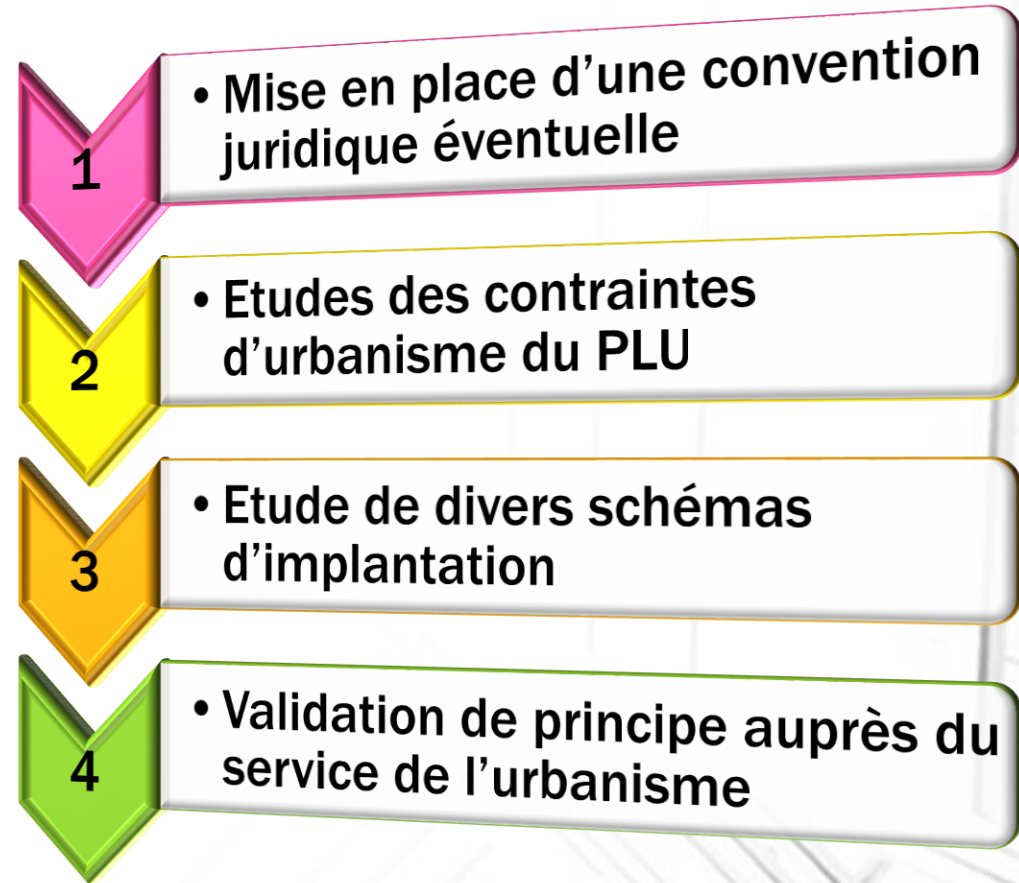 1
• Mise en place d’une convention
juridique éventuelle
2
• Etudes des contraintes
d’urbanisme du PLU
3
• Etude de divers schémas
d’implantation
4
• Validation de principe auprès du
service de l’urbanisme